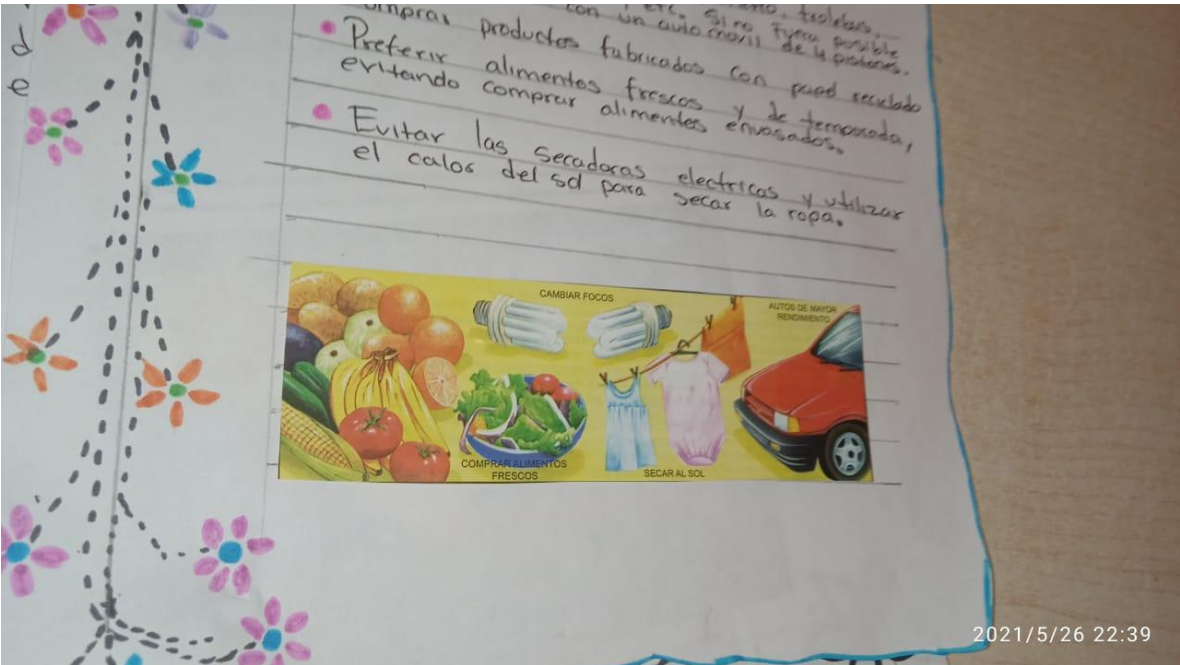 d
e
etc. Si no fuera posible
con un automovil de 4 pistones.
omprar productos fabricados con papel reciclado
Preferir alimentos frescos y de temporada,
evitando comprar alimentos envasados.
Evitar las secadoras electricas y utilizar
el calor del sol para secar la ropa.
CAMBIAR FOCOS
AUTOS DE MAYOR
RENDIMIENTO
COMPRAR ALIMENTOS
FRESCOS
SECAR AL SOL
2021/5/26 22:39